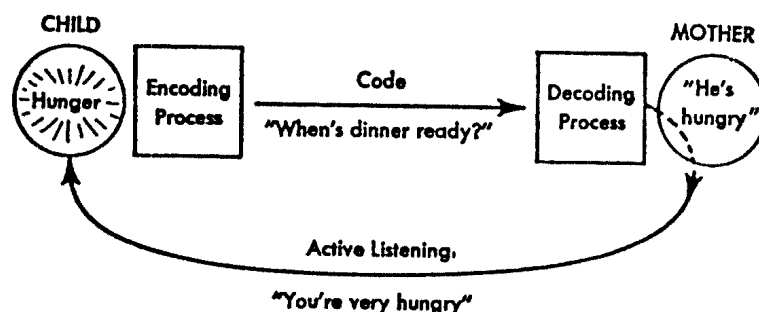 CHILD
MOTHER
Hunger
Encoding
Process
Code
"When's dinner ready?"
Decoding
Process
"He's
hungry"
Active Listening.
"You're very hungry"